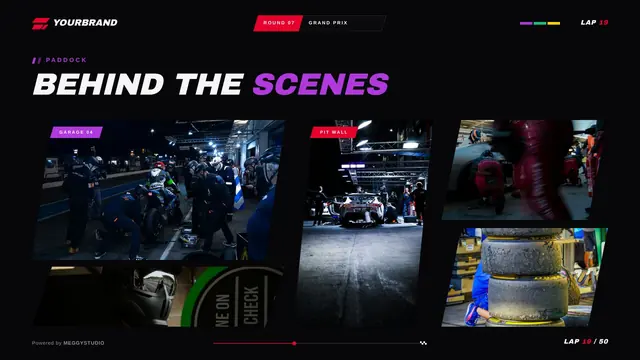 YOURBRAND
ROUND 07 GRAND PRIX
LAP 19
PADDOCK
BEHIND THE SCENES
GARAGE 04
PIT WALL
NE ON
CHECK
Powered by MEGGYSTUDIO
LAP 19 / 50